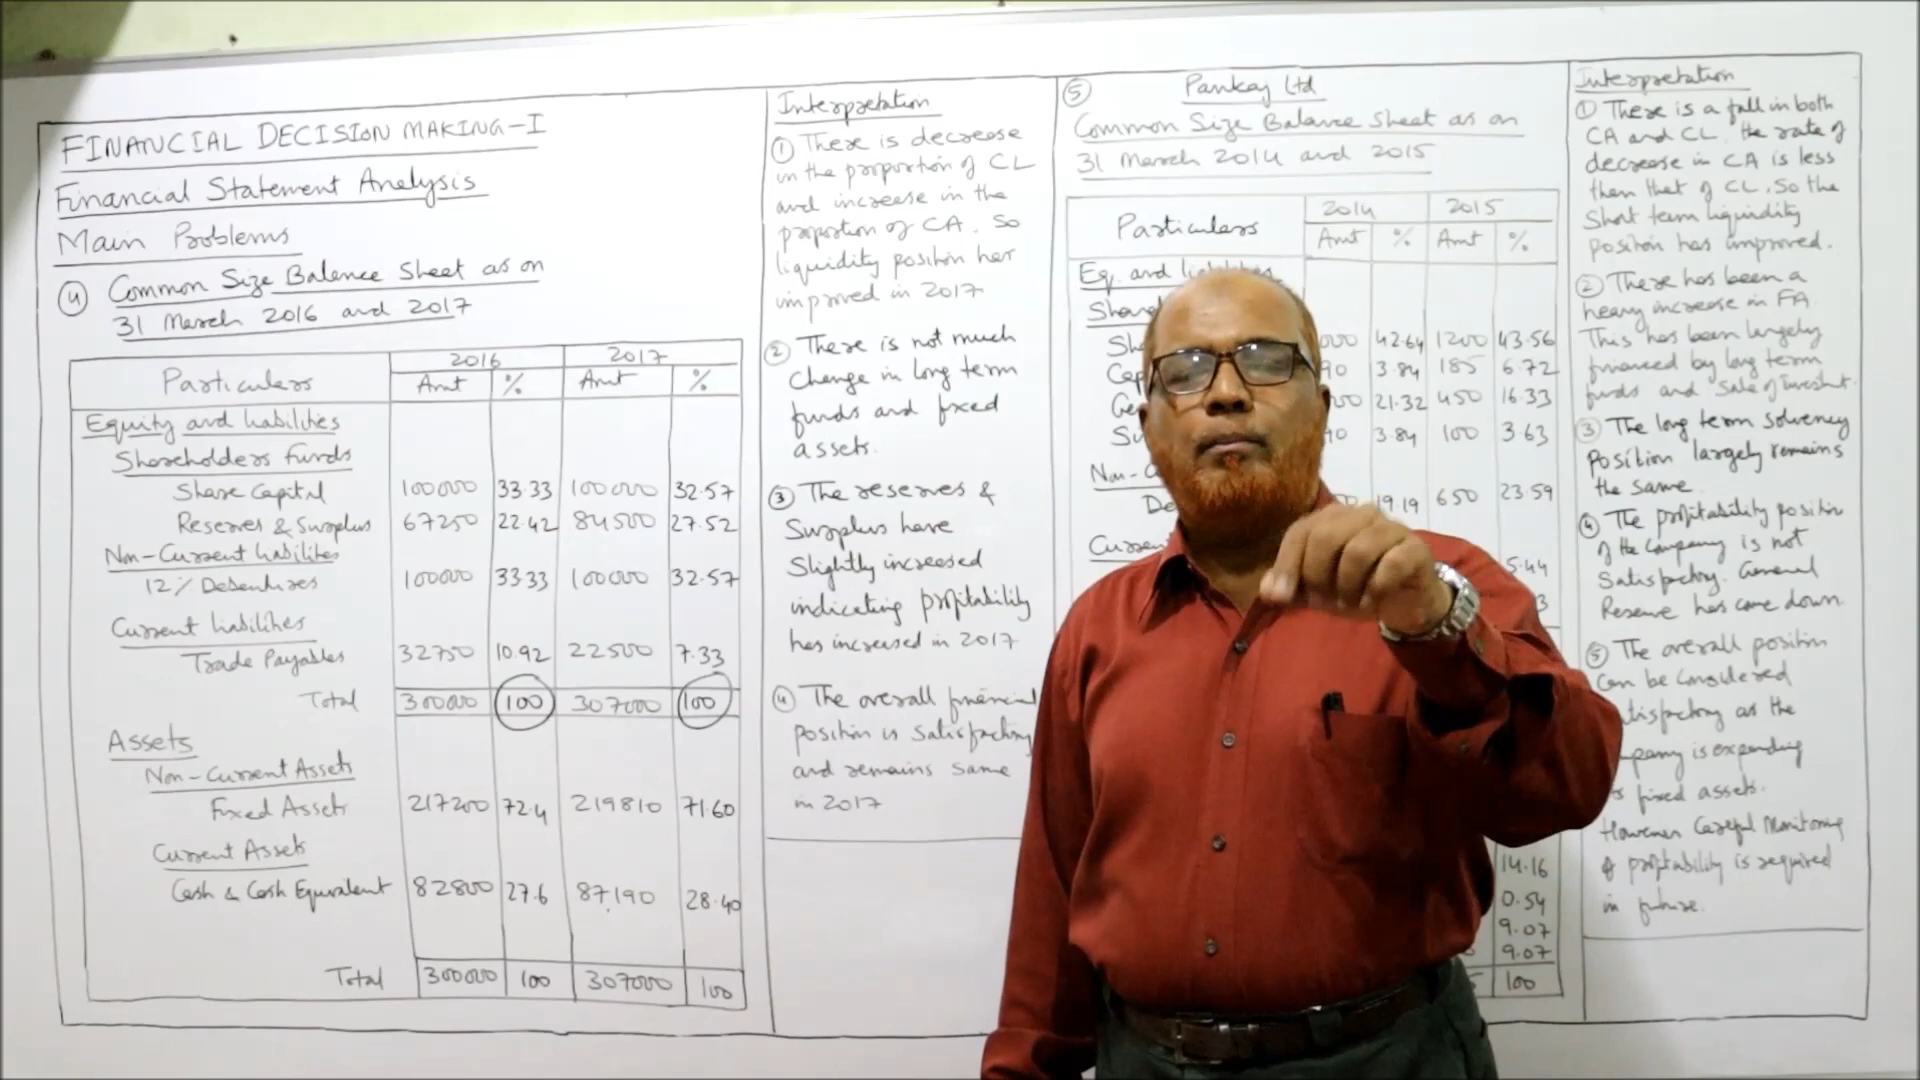 FINANCIAL DECISION MAKING-I
Financial Statement Analysis
Main Problems
④ Common Size Balance Sheet as on
31 March 2016 and 2017
Particulars 2016 2017
Amt % Amt %
Equity and liabilities
Shareholders funds
Share Capital 100000 33.33 100000 32.57
Reserves & Surplus 67250 22.42 84500 27.52
Non-Current liabilites
12% Debentures 100000 33.33 100000 32.57
Current liabilities
Trade Payables 32750 10.92 22500 7.33
Total 300000 100 307000 100
Assets
Non-Current Assets
Fixed Assets 217200 72.4 219810 71.60
Current Assets
Cash & Cash Equivalent 82800 27.6 87,190 28.40
Total 300000 100 307000 100
Interpretation
① There is decrease
in the proportion of CL
and increase in the
proportion of CA. So
liquidity position has
improved in 2017
② There is not much
Change in long term
funds and fixed
assets.
③ The reserves &
Surplus have
Slightly increased
indicating profitability
has increased in 2017
④ The overall financial
position is satisfactory
and remains same
in 2017
⑤ Pankaj Ltd
Common Size Balance Sheet as on
31 March 2014 and 2015
Particulars 2014 2015
Amt % Amt %
Eq. and
42.64 1200 43.56
3.84 185 6.72
21.32 450 16.33
3.84 100 3.63
19.19 650 23.59
5.44
14.16
0.54
9.07
9.07
100
Interpretation
① There is a fall in both
CA and CL. The rate of
decrease in CA is less
than that of CL. So the
Short term liquidity
position has improved.
② There has been a
heavy increase in FA
This has been largely
financed by long term
funds and Sale of
③ The long term solvency
position largely remains
the same
④ The profitability position
of the Company is not
Satisfactory. General
Reserve has come down.
⑤ The overall position
Can be Considered
as the
is expanding
fixed assets.
However Careful Monitoring
of profitability is required
in future.